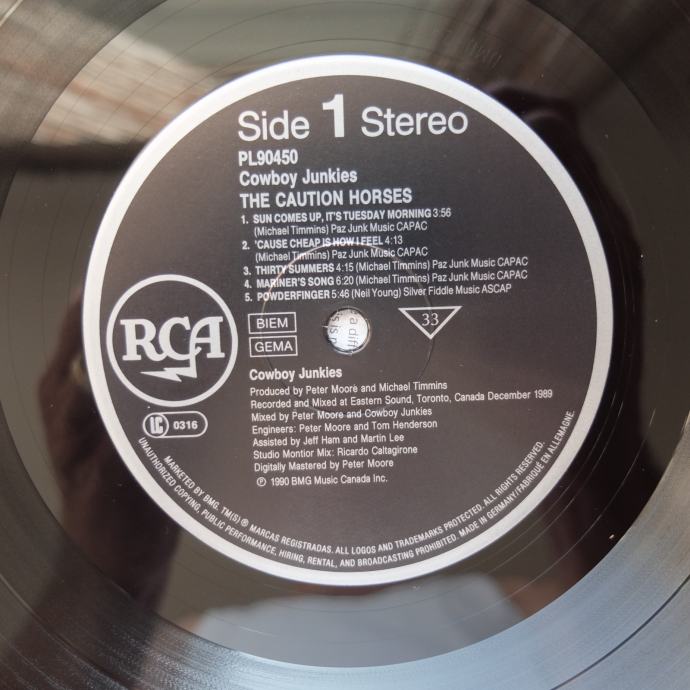 Side 1 Stereo
PL90450
Cowboy Junkies
THE CAUTION HORSES
1. SUN COMES UP, IT'S TUESDAY MORNING 3:56
(Michael Timmins) Paz Junk Music CAPAC
2. 'CAUSE CHEAP IS HOW I FEEL 4:13
(Michael Timmins) Paz Junk Music CAPAC
3. THIRTY SUMMERS 4:15 (Michael Timmins) Paz Junk Music CAPAC
4. MARINER'S SONG 6:20 (Michael Timmins) Paz Junk Music CAPAC
5. POWDERFINGER 5:46 (Neil Young) Silver Fiddle Music ASCAP
RCA
BIEM
GEMA
33
LC 0316
Cowboy Junkies
Produced by Peter Moore and Michael Timmins
Recorded and Mixed at Eastern Sound, Toronto, Canada December 1989
Mixed by Peter Moore and Cowboy Junkies
Engineers: Peter Moore and Tom Henderson
Assisted by Jeff Ham and Martin Lee
Studio Montior Mix: Ricardo Caltagirone
Digitally Mastered by Peter Moore
℗ 1990 BMG Music Canada Inc.
MARKETED BY BMG. TM(S) ® MARCAS REGISTRADAS. ALL LOGOS AND TRADEMARKS PROTECTED. ALL RIGHTS RESERVED.
UNAUTHORIZED COPYING, PUBLIC PERFORMANCE, HIRING, RENTAL, AND BROADCASTING PROHIBITED. MADE IN GERMANY/FABRIQUÉ EN ALLEMAGNE.